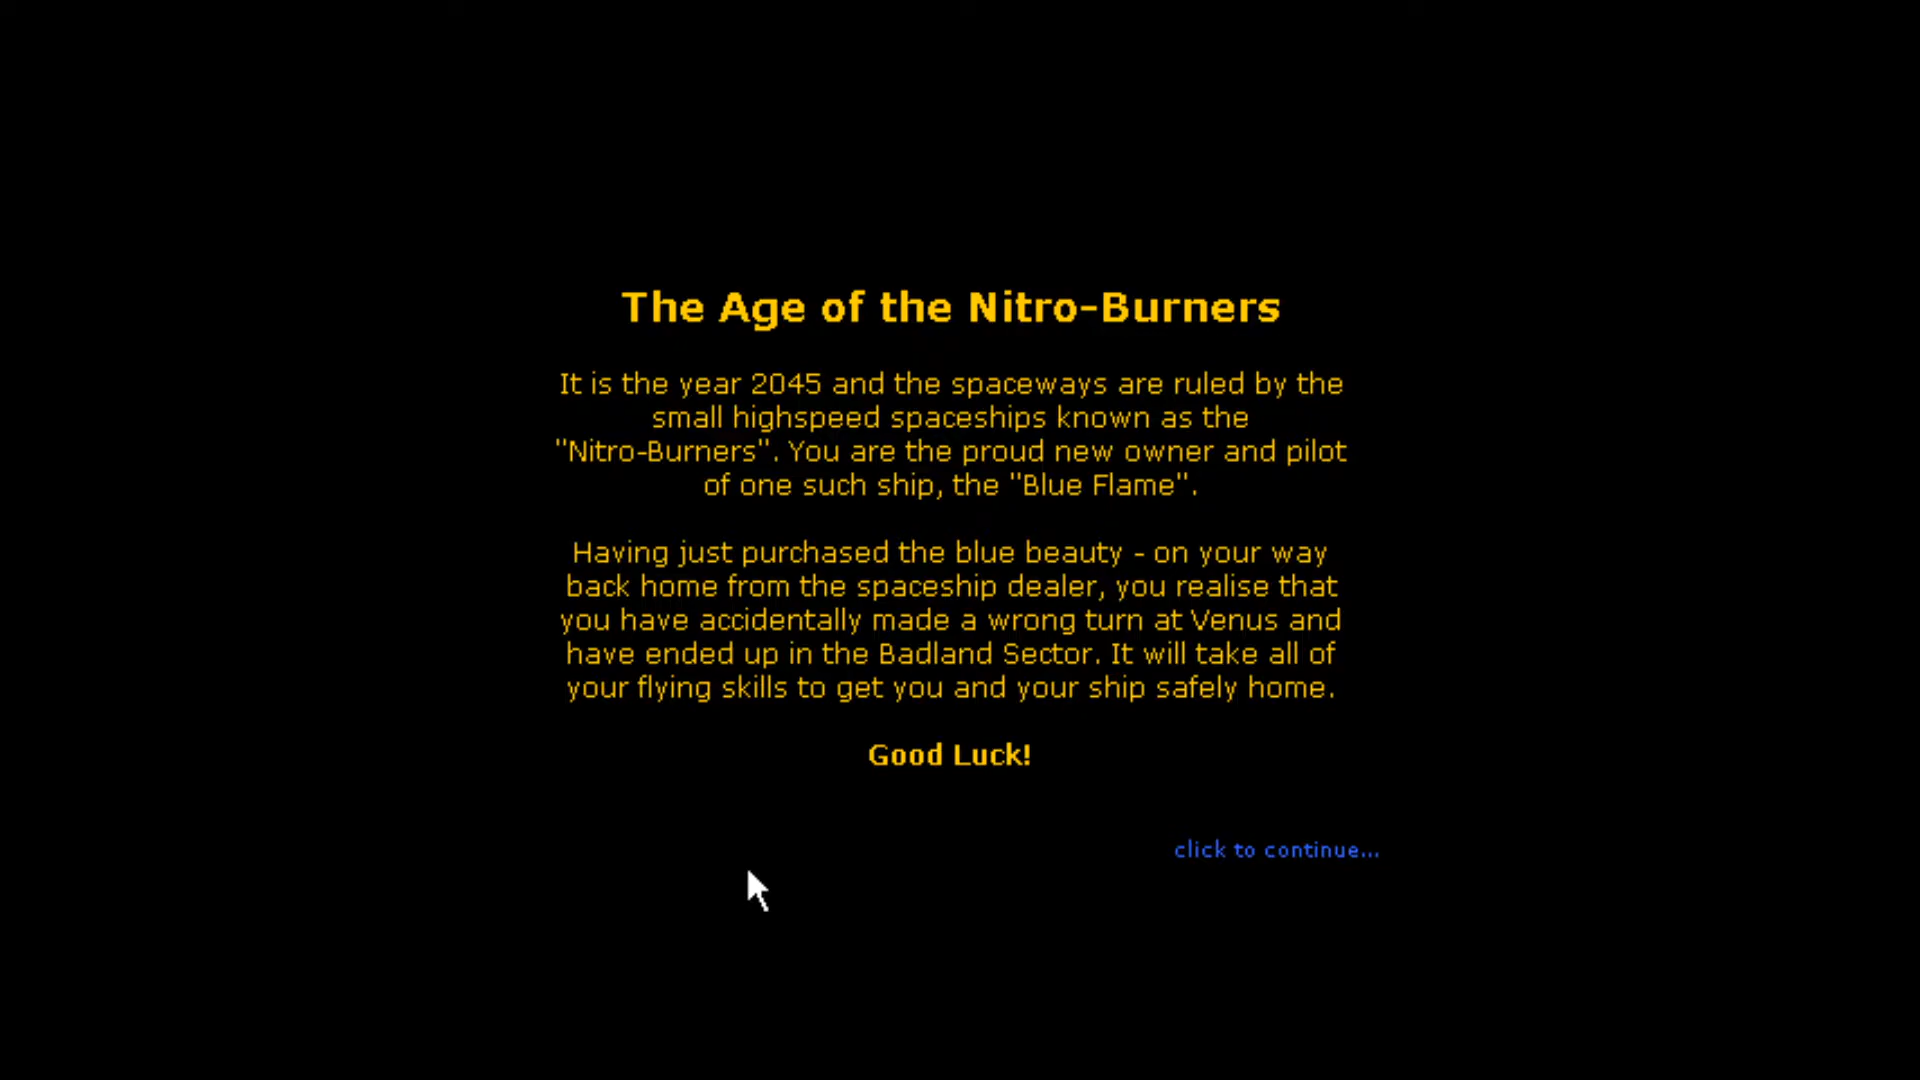 The Age of the Nitro-Burners
It is the year 2045 and the spaceways are ruled by the
small highspeed spaceships known as the
"Nitro-Burners". You are the proud new owner and pilot
of one such ship, the "Blue Flame".
Having just purchased the blue beauty - on your way
back home from the spaceship dealer, you realise that
you have accidentally made a wrong turn at Venus and
have ended up in the Badland Sector. It will take all of
your flying skills to get you and your ship safely home.
Good Luck!
click to continue...